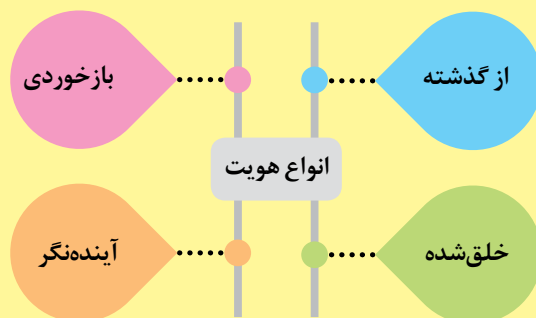 از گذشته
بازخوردی
انواع هویت
خلق‌شده
آینده‌نگر